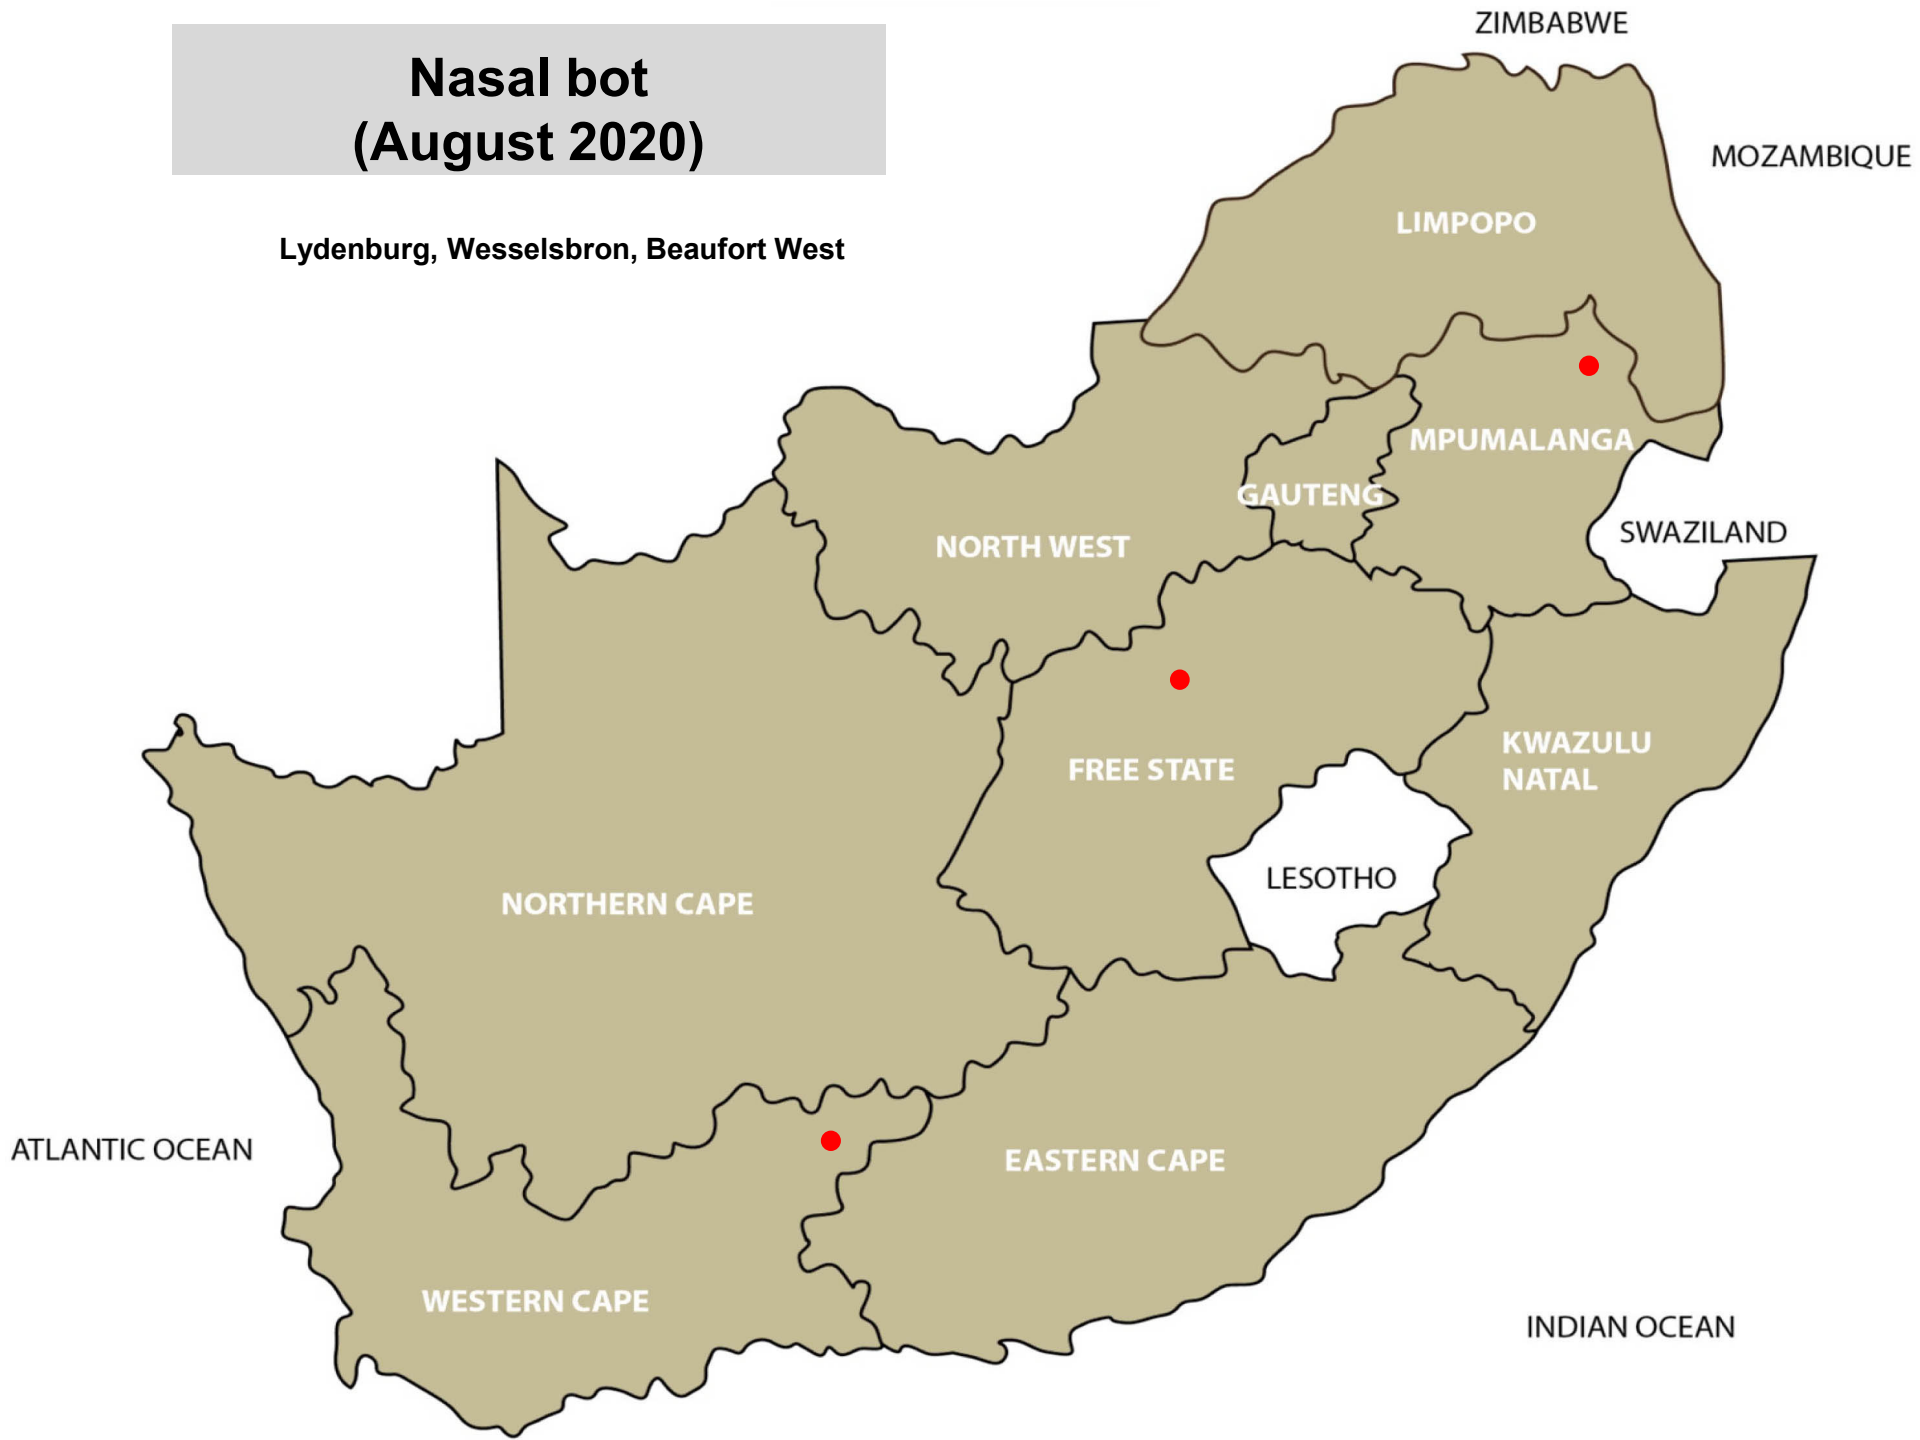 Nasal bot
(August 2020)
Lydenburg, Wesselsbron, Beaufort West
ZIMBABWE
MOZAMBIQUE
LIMPOPO
MPUMALANGA
GAUTENG
SWAZILAND
NORTH WEST
KWAZULU
NATAL
FREE STATE
LESOTHO
NORTHERN CAPE
ATLANTIC OCEAN
EASTERN CAPE
WESTERN CAPE
INDIAN OCEAN